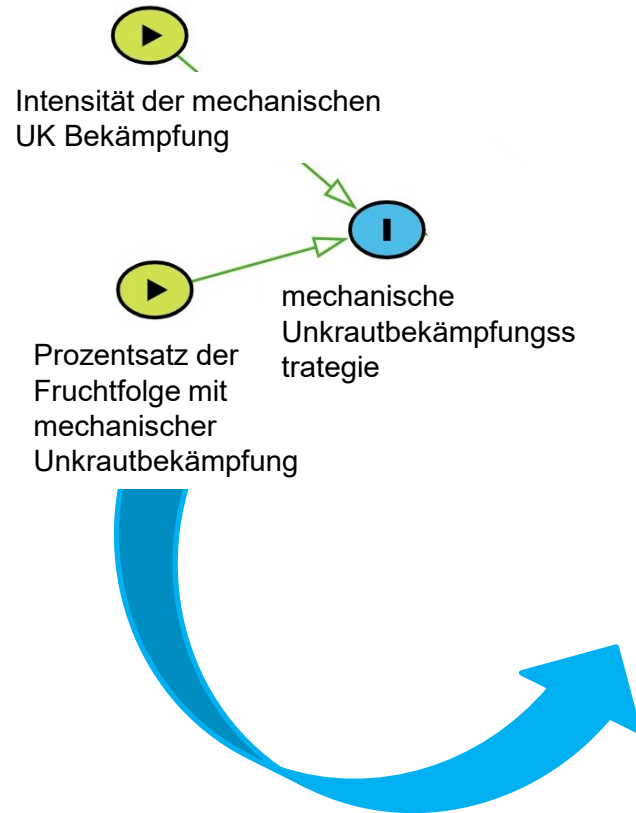 Intensität der mechanischen
UK Bekämpfung
mechanische
Unkrautbekämpfungss
trategie
Prozentsatz der
Fruchtfolge mit
mechanischer
Unkrautbekämpfung